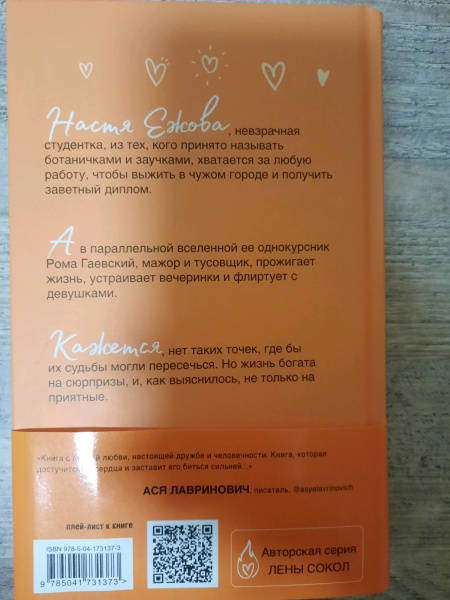 Настя Ежова, невзрачная
студентка, из тех, кого принято называть
ботаничками и заучками, хватается за любую
работу, чтобы выжить в чужом городе и получить
заветный диплом.
А в параллельной вселенной ее однокурсник
Рома Гаевский, мажор и тусовщик, прожигает
жизнь, устраивает вечеринки и флиртует с
девушками.
Кажется, нет таких точек, где бы
их судьбы могли пересечься. Но жизнь богата
на сюрпризы, и, как выяснилось, не только на
приятные.
«Книга с любви, настоящей дружбе и человечности. Книга, которая
достучится сердца и заставит его биться сильней...»
АСЯ ЛАВРИНОВИЧ, писатель, @asyalavrinovich
плей-лист к книге
ISBN 978-5-04-173137-3
9 785041 731373 >
Авторская серия
ЛЕНЫ СОКОЛ